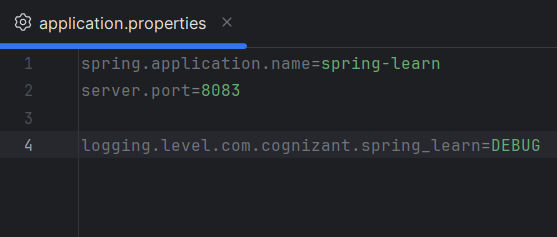 application.properties
1 spring.application.name=spring-learn
2 server.port=8083
3
4 logging.level.com.cognizant.spring_learn=DEBUG